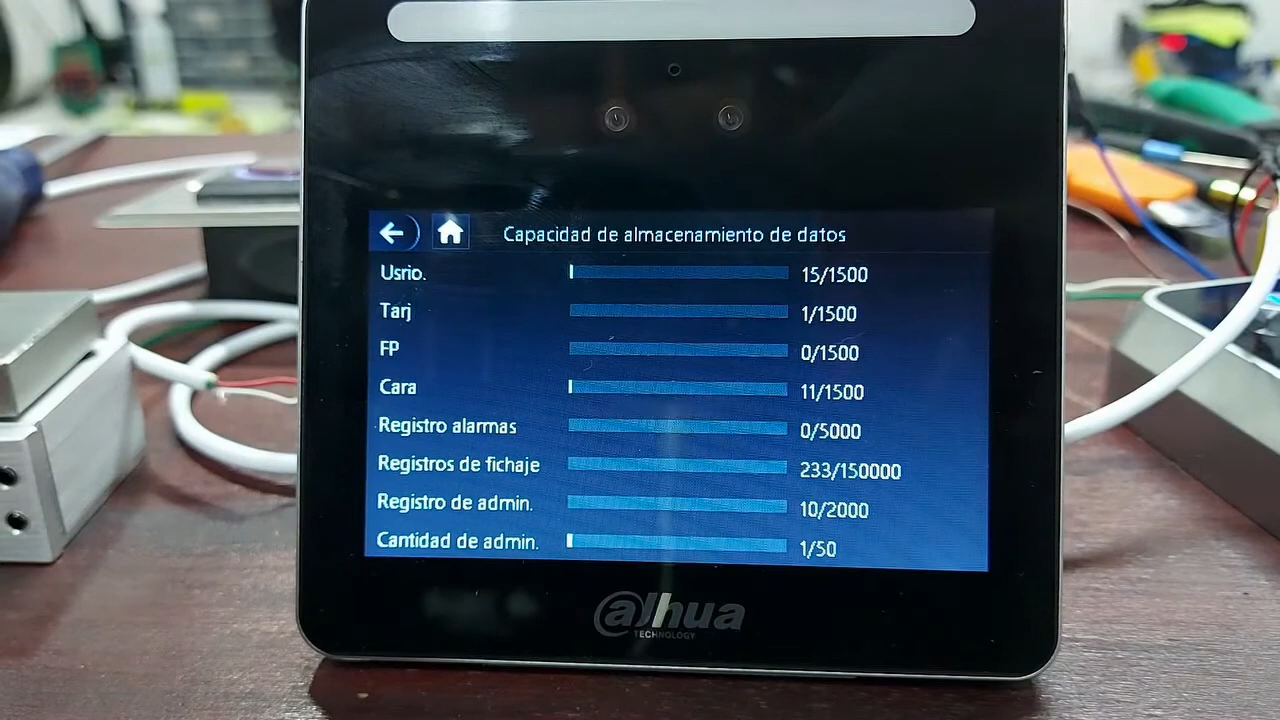 Capacidad de almacenamiento de datos
Usrio. 15/1500
Tarj 1/1500
FP 0/1500
Cara 11/1500
Registro alarmas 0/5000
Registros de fichaje 233/150000
Registro de admin. 10/2000
Cantidad de admin. 1/50
alhua
TECHNOLOGY